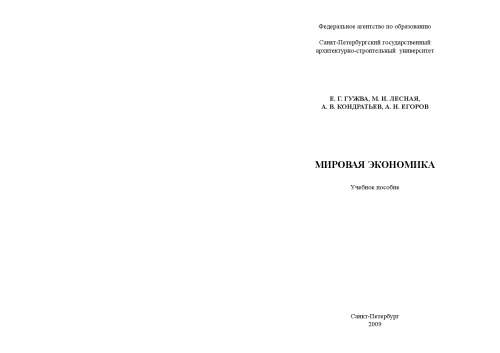 Федеральное агентство по образованию
Санкт-Петербургский государственный
архитектурно-строительный университет
Е. Г. ГУЖВА, М. И. ЛЕСНАЯ,
А. В. КОНДРАТЬЕВ, А. Н. ЕГОРОВ
МИРОВАЯ ЭКОНОМИКА
Учебное пособие
Санкт-Петербург
2009